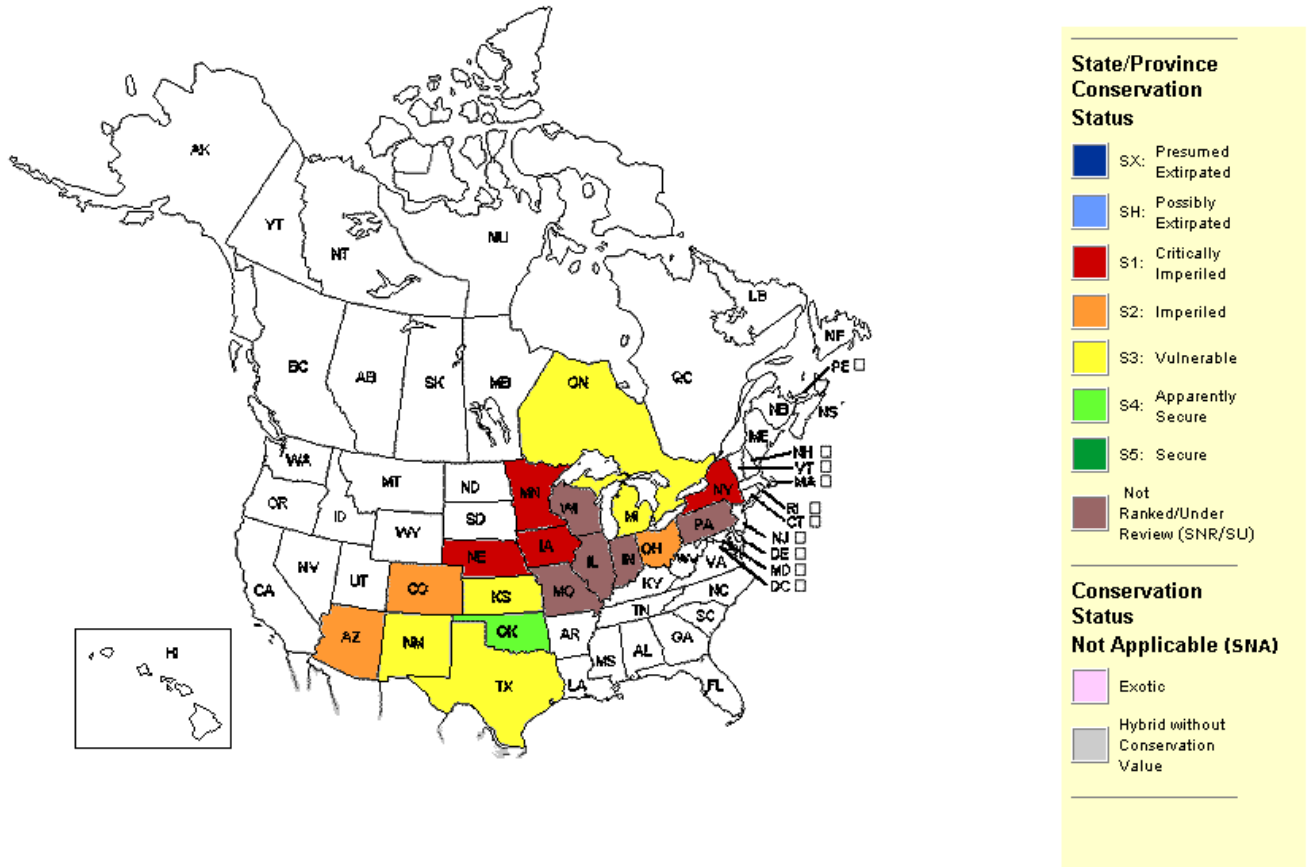 AK
YT
NT
NU
LB
NF
PE
BC
AB
SK
MB
ON
QC
NB
NS
ME
NH
VT
MA
WA
MT
ND
MN
NY
OR
ID
SD
WI
MI
RI
CT
WY
PA
NJ
NE
IA
OH
DE
NV
IL
IN
WV
VA
MD
UT
CO
DC
CA
KS
MO
KY
NC
TN
AZ
NM
OK
AR
SC
HI
MS
AL
GA
TX
LA
FL
State/Province
Conservation
Status
SX: Presumed
Extirpated
SH: Possibly
Extirpated
S1: Critically
Imperiled
S2: Imperiled
S3: Vulnerable
S4: Apparently
Secure
S5: Secure
Not
Ranked/Under
Review (SNR/SU)
Conservation
Status
Not Applicable (SNA)
Exotic
Hybrid without
Conservation
Value